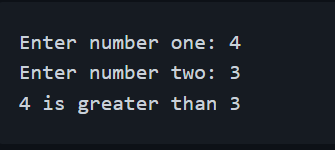 Enter number one: 4
Enter number two: 3
4 is greater than 3